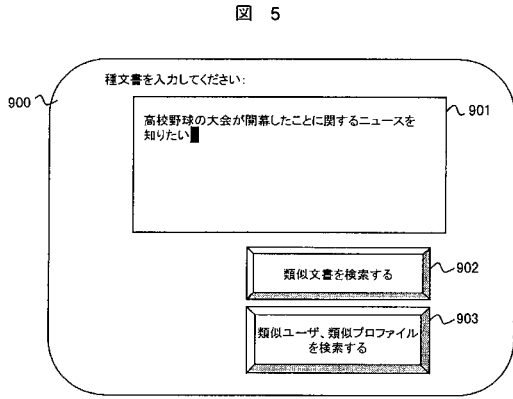 図 5
種文書を入力してください:
900
高校野球の大会が開幕したことに関するニュースを
知りたい
901
類似文書を検索する
902
類似ユーザ、類似プロファイル
を検索する
903